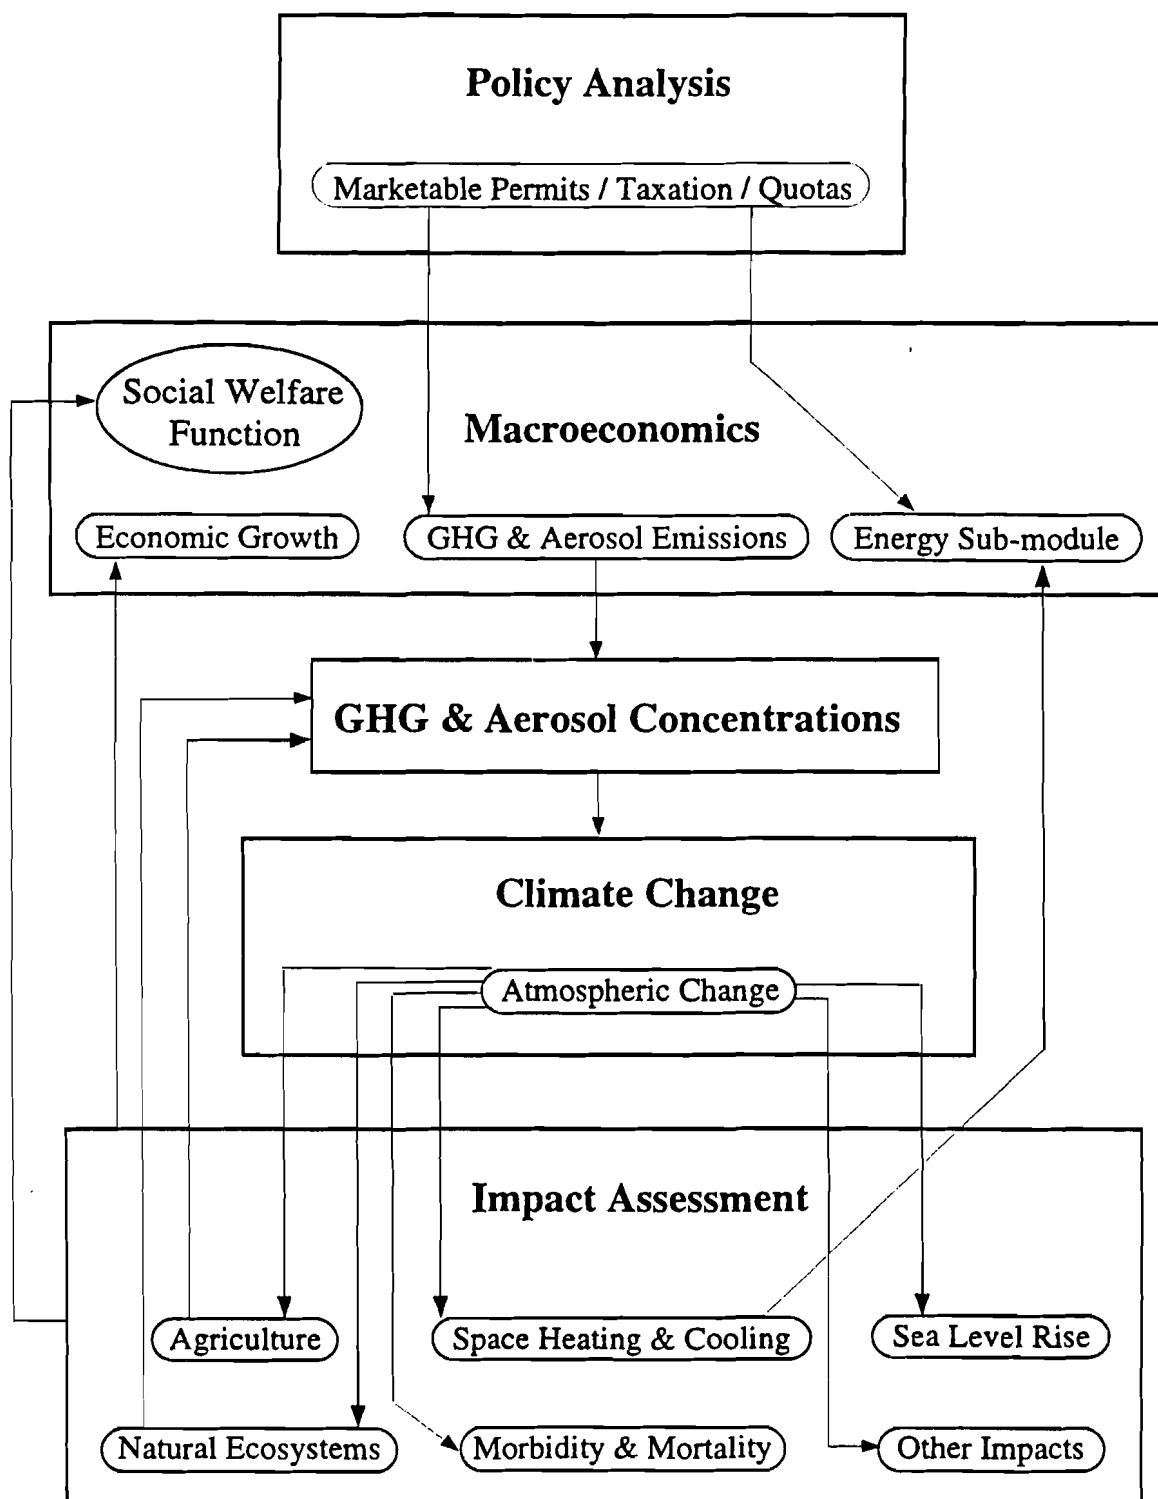 Policy Analysis
Marketable Permits / Taxation / Quotas
Social Welfare
Function
Macroeconomics
Economic Growth
GHG & Aerosol Emissions
Energy Sub-module
GHG & Aerosol Concentrations
Climate Change
Atmospheric Change
Impact Assessment
Agriculture
Space Heating & Cooling
Sea Level Rise
Natural Ecosystems
Morbidity & Mortality
Other Impacts